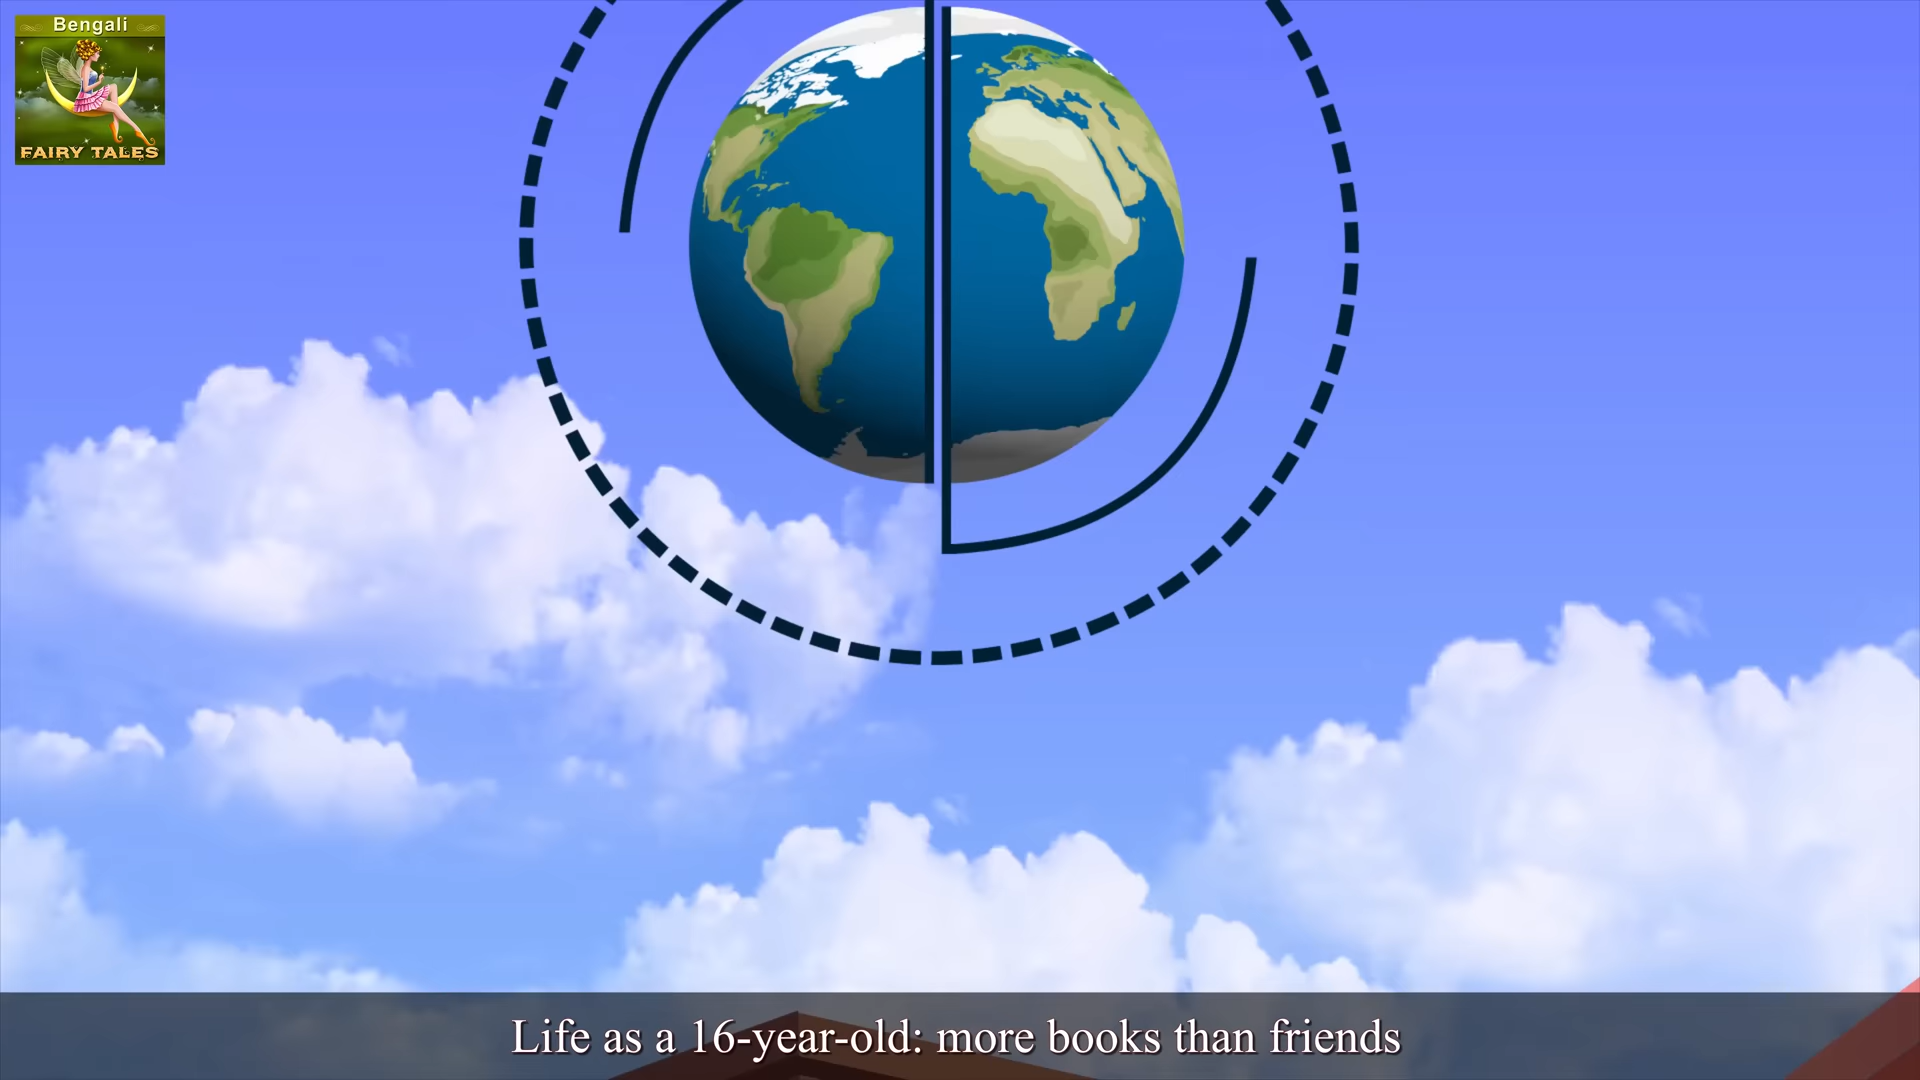 Bengali
FAIRY TALES
Life as a 16-year-old: more books than friends